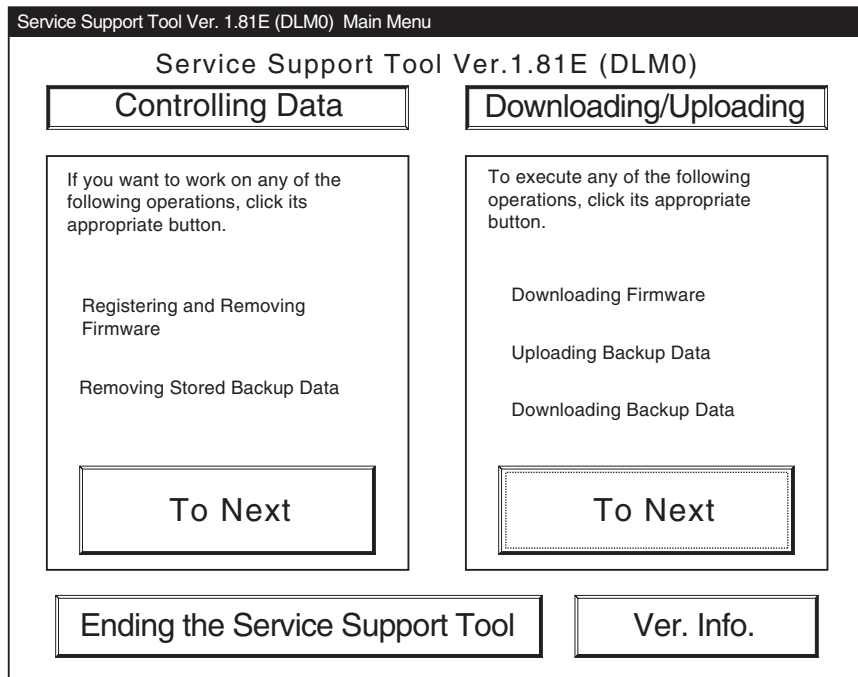 Service Support Tool Ver. 1.81E (DLM0)  Main Menu
Service Support Tool Ver.1.81E (DLM0)
Controlling Data
If you want to work on any of the
following operations, click its
appropriate button.
Registering and Removing
Firmware
Removing Stored Backup Data
To Next
Downloading/Uploading
To execute any of the following
operations, click its appropriate
button.
Downloading Firmware
Uploading Backup Data
Downloading Backup Data
To Next
Ending the Service Support Tool
Ver. Info.